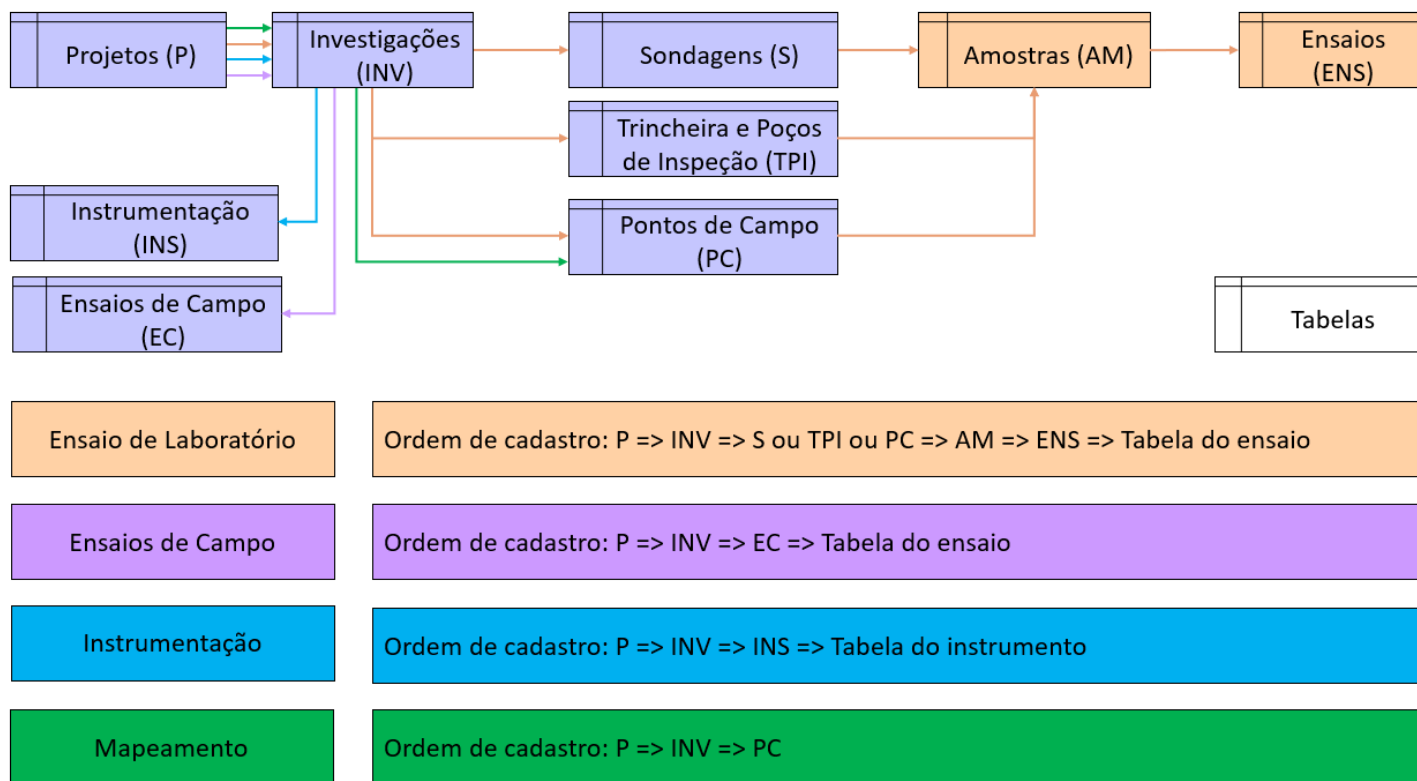 Projetos (P)
Investigações
(INV)
Sondagens (S)
Amostras (AM)
Ensaios
(ENS)
Trincheira e Poços
de Inspeção (TPI)
Instrumentação
(INS)
Pontos de Campo
(PC)
Ensaios de Campo
(EC)
Tabelas
Ensaio de Laboratório
Ordem de cadastro: P => INV => S ou TPI ou PC => AM => ENS => Tabela do ensaio
Ensaios de Campo
Ordem de cadastro: P => INV => EC => Tabela do ensaio
Instrumentação
Ordem de cadastro: P => INV => INS => Tabela do instrumento
Mapeamento
Ordem de cadastro: P => INV => PC